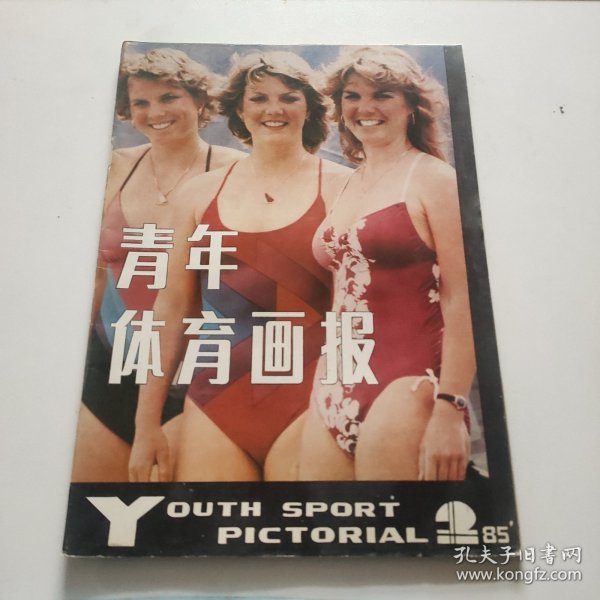 青年
体育画报
YOUTH SPORT
PICTORIAL 2 85'
孔夫子旧书网
www.kongfz.com